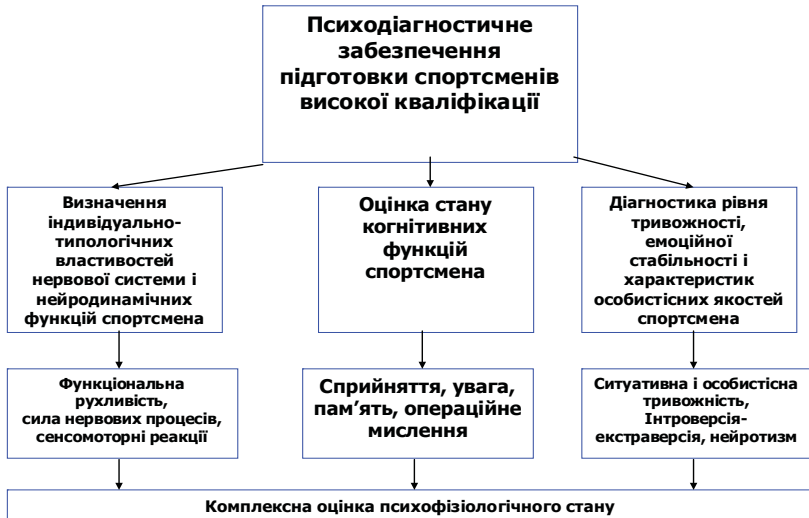 Психодіагностичне
забезпечення
підготовки спортсменів
високої кваліфікації
Визначення
індивідуально-
типологічних
властивостей
нервової системи і
нейродинамічних
функцій спортсмена
Оцінка стану
когнітивних
функцій
спортсмена
Діагностика рівня
тривожності,
емоційної
стабільності і
характеристик
особистісних якостей
спортсмена
Функціональна
рухливість,
сила нервових процесів,
сенсомоторні реакції
Сприйняття, увага,
пам’ять, операційне
мислення
Ситуативна і особистісна
тривожність,
Інтроверсія-
екстраверсія, нейротизм
Комплексна оцінка психофізіологічного стану